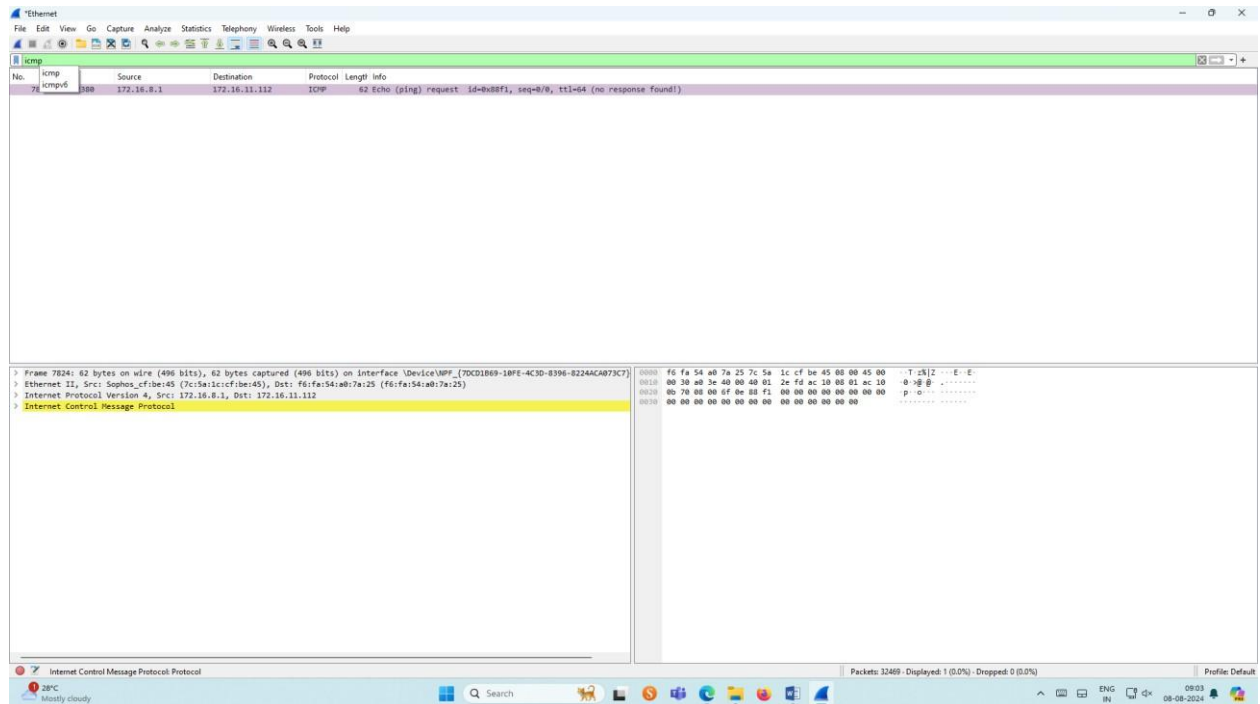 *Ethernet
File Edit View Go Capture Analyze Statistics Telephony Wireless Tools Help
icmp
icmp
icmpv6
No. Source Destination Protocol Length Info
78 380 172.16.8.1 172.16.11.112 ICMP 62 Echo (ping) request id=0x88f1, seq=0/0, ttl=64 (no response found!)
> Frame 7824: 62 bytes on wire (496 bits), 62 bytes captured (496 bits) on interface \Device\NPF_{7DCD1B69-10FE-4C3D-8396-8224ACA073C7}
> Ethernet II, Src: Sophos_cf:be:45 (7c:5a:1c:cf:be:45), Dst: f6:fa:54:a0:7a:25 (f6:fa:54:a0:7a:25)
> Internet Protocol Version 4, Src: 172.16.8.1, Dst: 172.16.11.112
> Internet Control Message Protocol
0000 f6 fa 54 a0 7a 25 7c 5a 1c cf be 45 08 00 45 00 ··T·z%|Z ···E··E·
0010 00 30 a0 3e 40 00 40 01 2e fd ac 10 08 01 ac 10 ·0·>@·@· .·······
0020 0b 70 08 00 6f 0e 88 f1 00 00 00 00 00 00 00 00 ·p··o··· ········
0030 00 00 00 00 00 00 00 00 00 00 00 00 00 00 ········ ······
Internet Control Message Protocol: Protocol
Packets: 32469 · Displayed: 1 (0.0%) · Dropped: 0 (0.0%)
Profile: Default
1
28°C
Mostly cloudy
Search
ENG
IN
09:03
08-08-2024